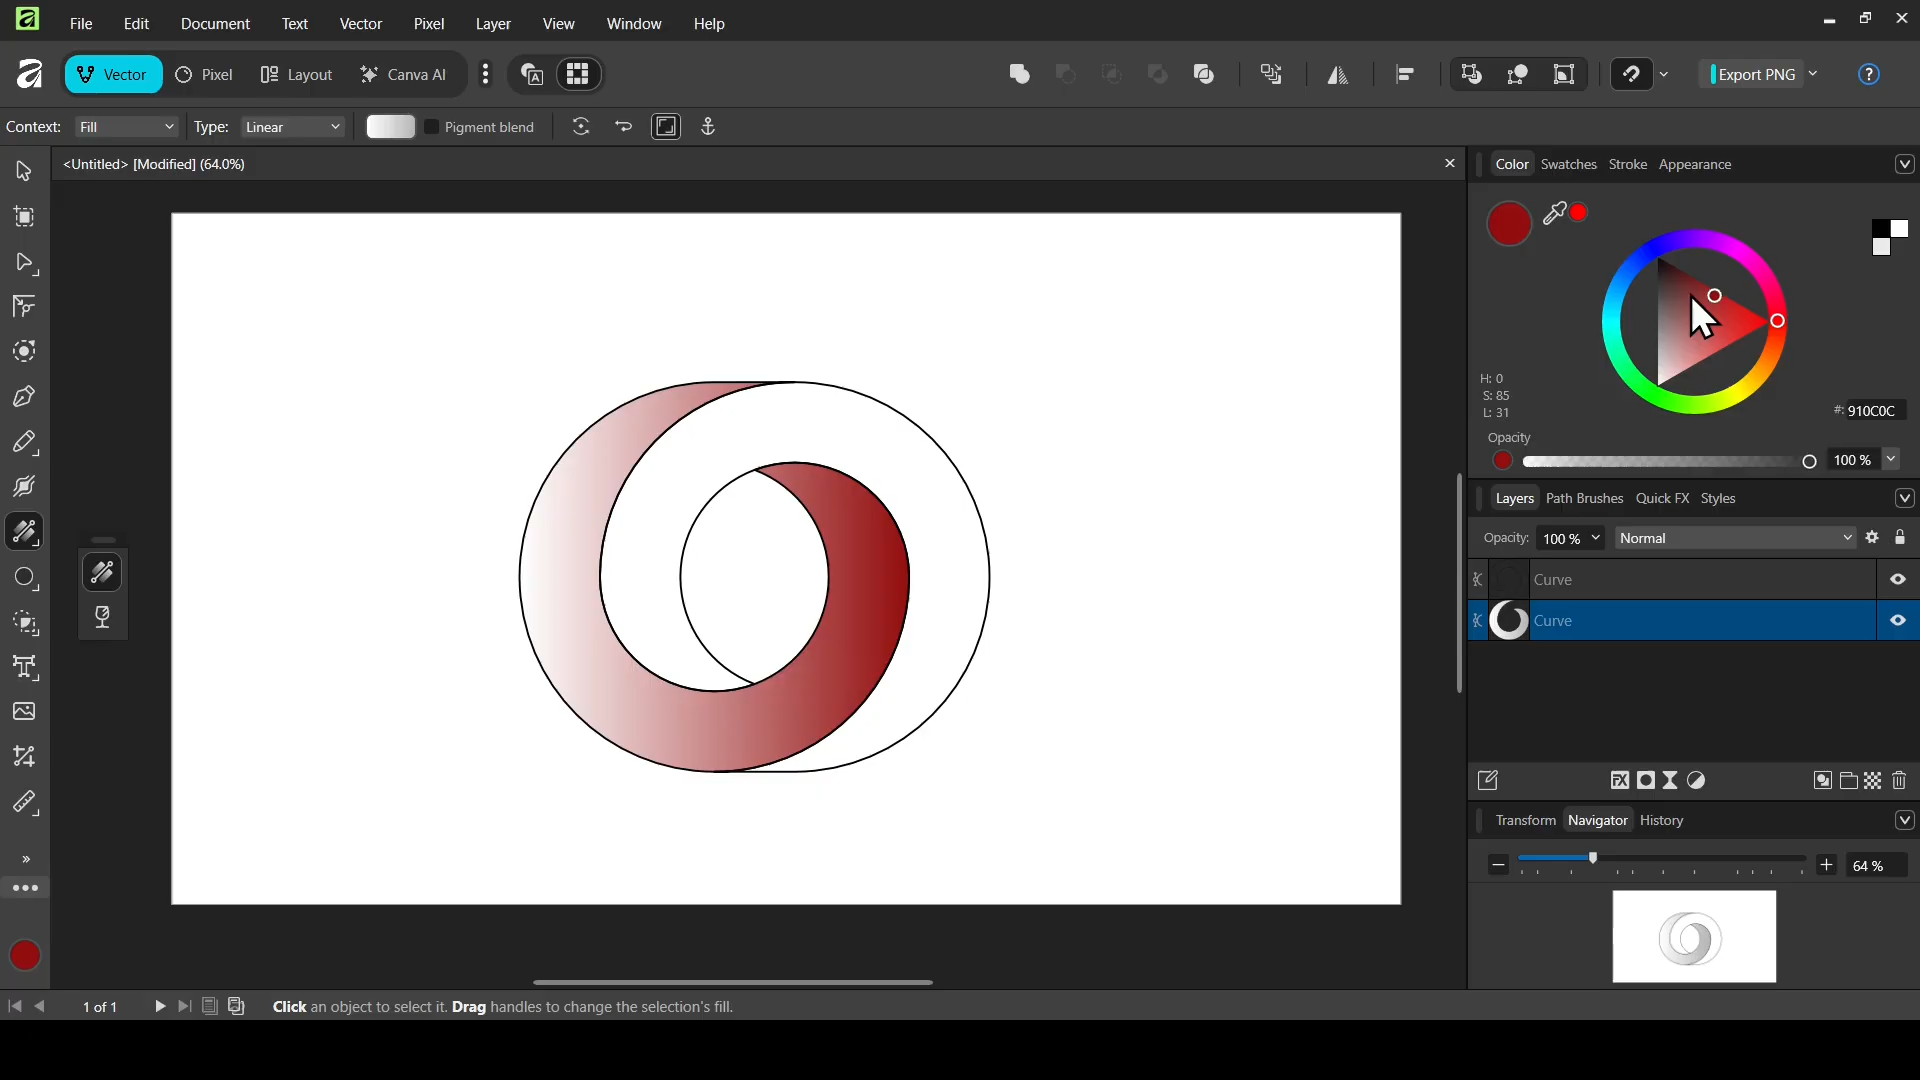 File Edit Document Text Vector Pixel Layer View Window Help
Vector Pixel Layout Canva AI Export PNG ?
Context: Fill Type: Linear Pigment blend
<Untitled> [Modified] (64.0%)
Color Swatches Stroke Appearance
H: 0
S: 85
L: 31
#: 910C0C
Opacity
100 %
Layers Path Brushes Quick FX Styles
Opacity: 100 % Normal
Curve
Curve
FX
Transform Navigator History
64 %
1 of 1 Click an object to select it. Drag handles to change the selection's fill.